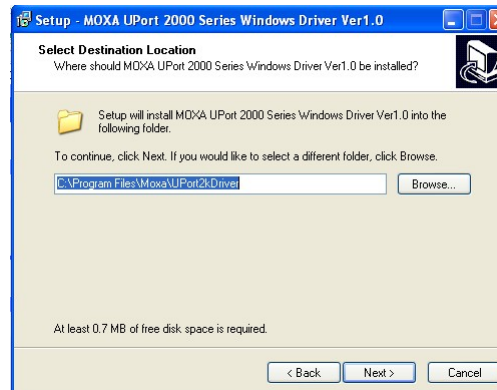 Setup - MOXA UPort 2000 Series Windows Driver Ver1.0
Select Destination Location
Where should MOXA UPort 2000 Series Windows Driver Ver1.0 be installed?
Setup will install MOXA UPort 2000 Series Windows Driver Ver1.0 into the
following folder.
To continue, click Next. If you would like to select a different folder, click Browse.
C:\Program Files\Moxa\UPort2kDriver
Browse...
At least 0.7 MB of free disk space is required.
< Back
Next >
Cancel